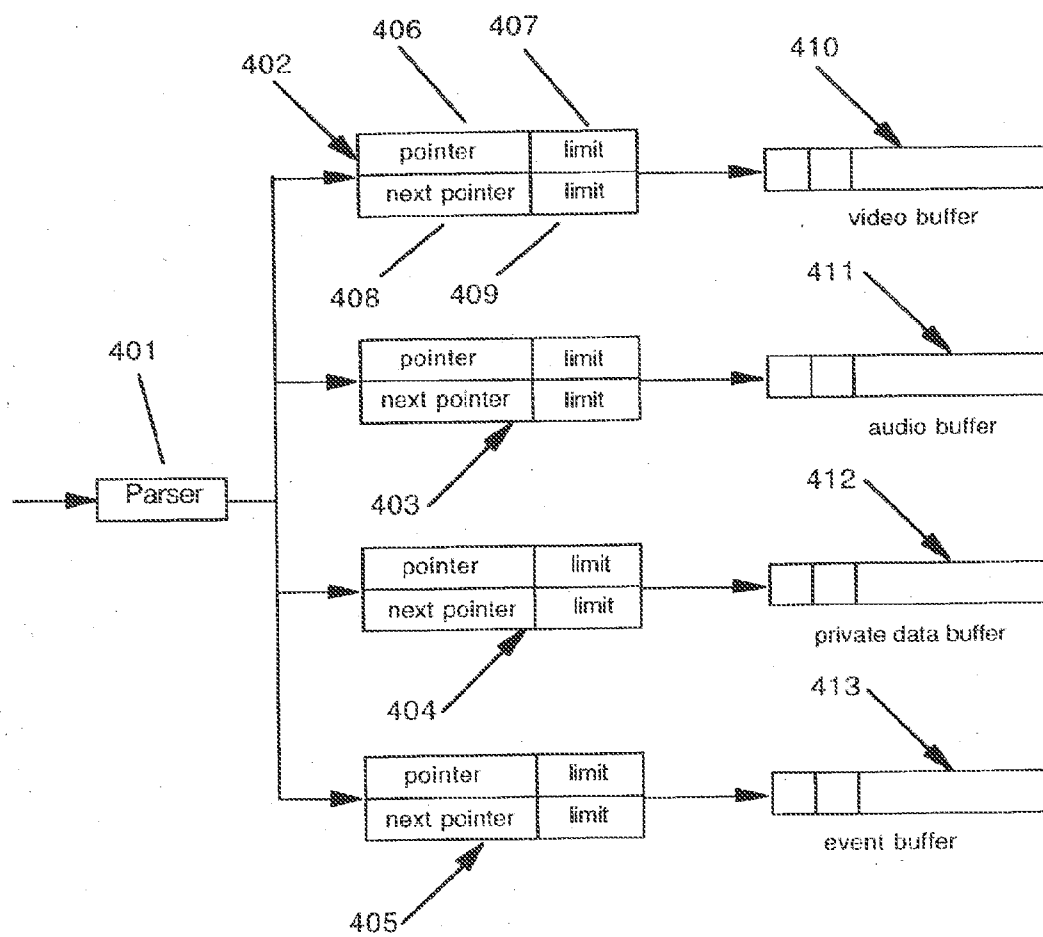 406
407
410
402
pointer limit
next pointer limit
video buffer
408
409
411
401
pointer limit
next pointer limit
audio buffer
Parser
403
412
pointer limit
next pointer limit
private data buffer
404
413
pointer limit
next pointer limit
event buffer
405